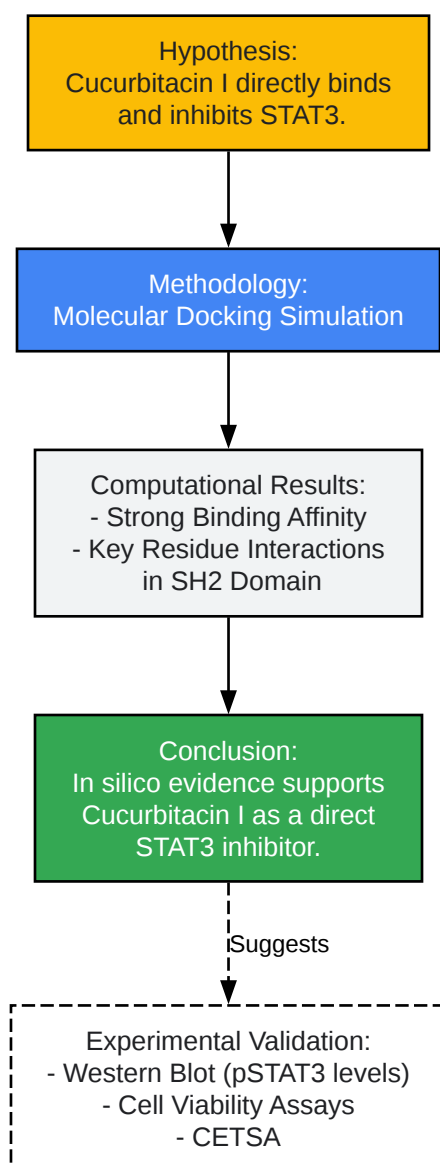 Hypothesis:
Cucurbitacin I directly binds
and inhibits STAT3.
Methodology:
Molecular Docking Simulation
Computational Results:
- Strong Binding Affinity
- Key Residue Interactions
in SH2 Domain
Conclusion:
In silico evidence supports
Cucurbitacin I as a direct
STAT3 inhibitor.
Suggests
Experimental Validation:
- Western Blot (pSTAT3 levels)
- Cell Viability Assays
- CETSA